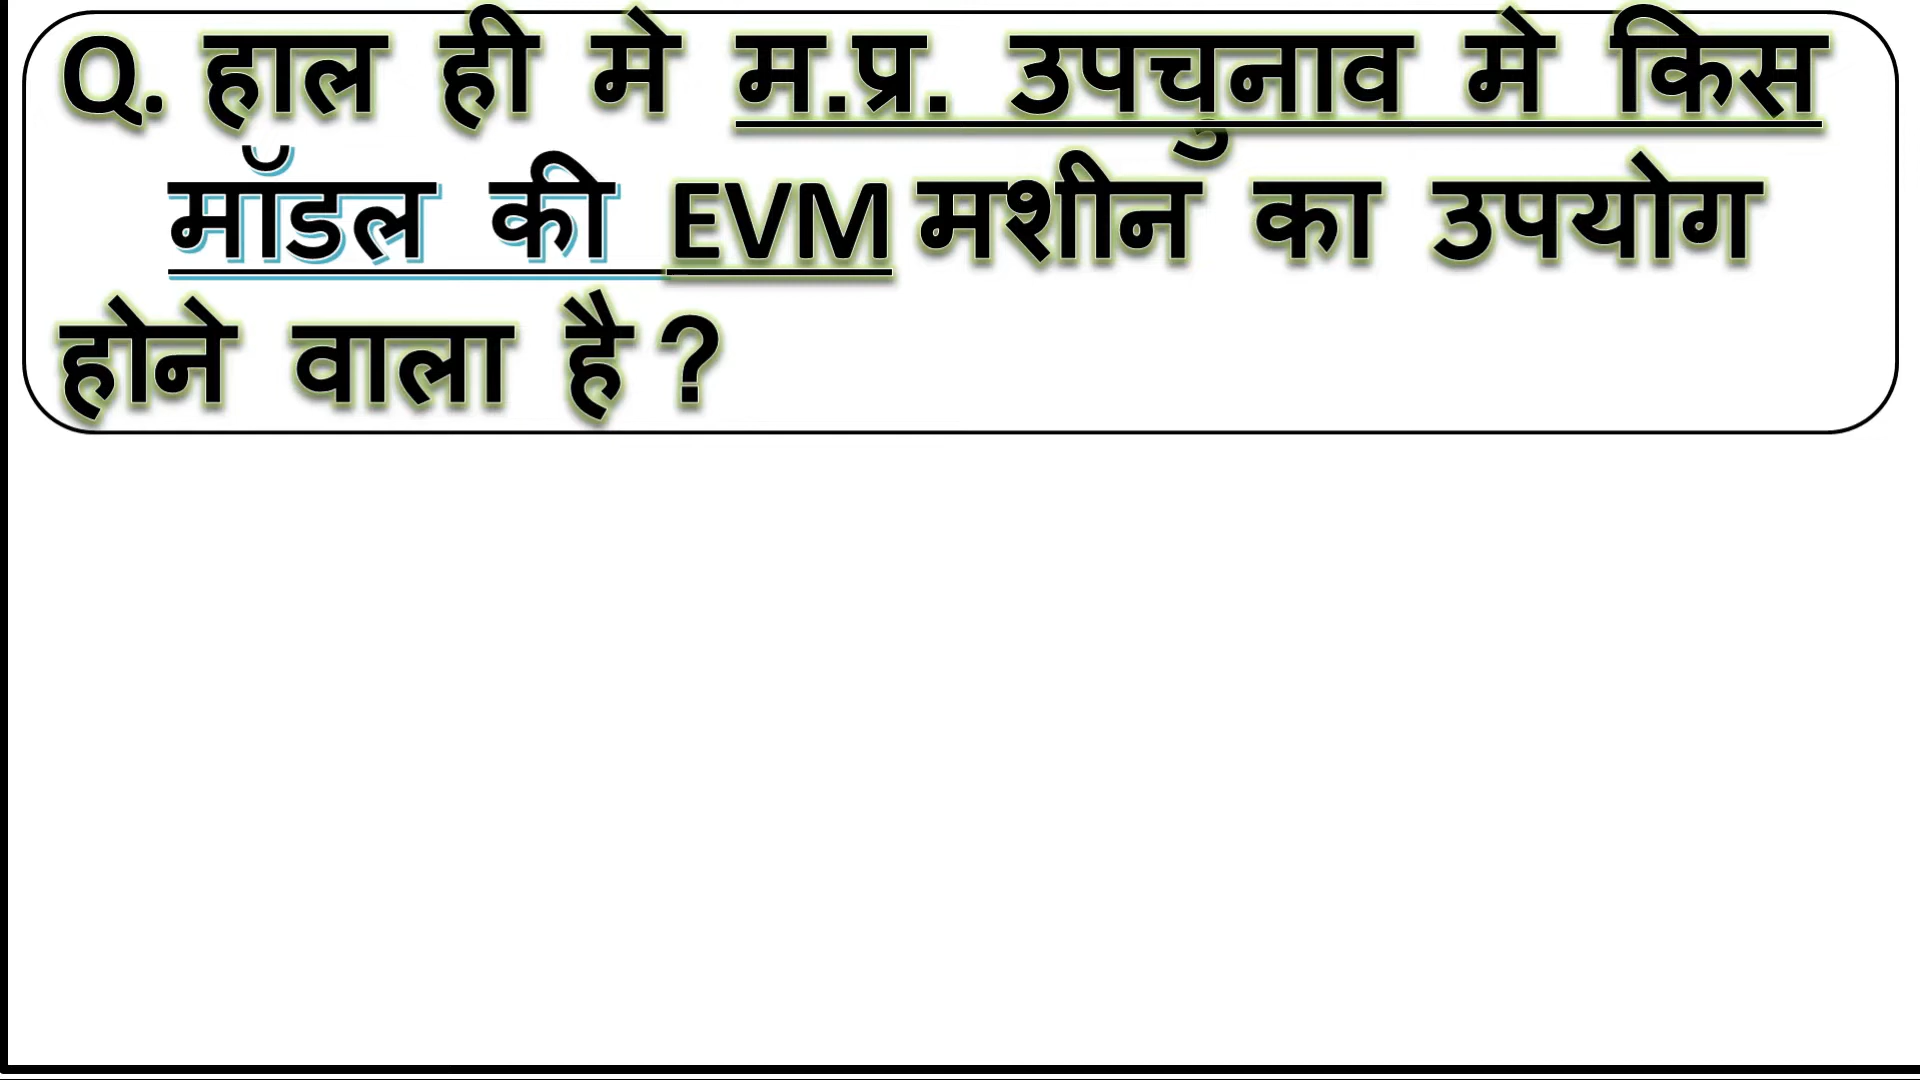 Q. हाल ही मे म.प्र. उपचुनाव मे किस
मॉडल की EVM मशीन का उपयोग
होने वाला है ?